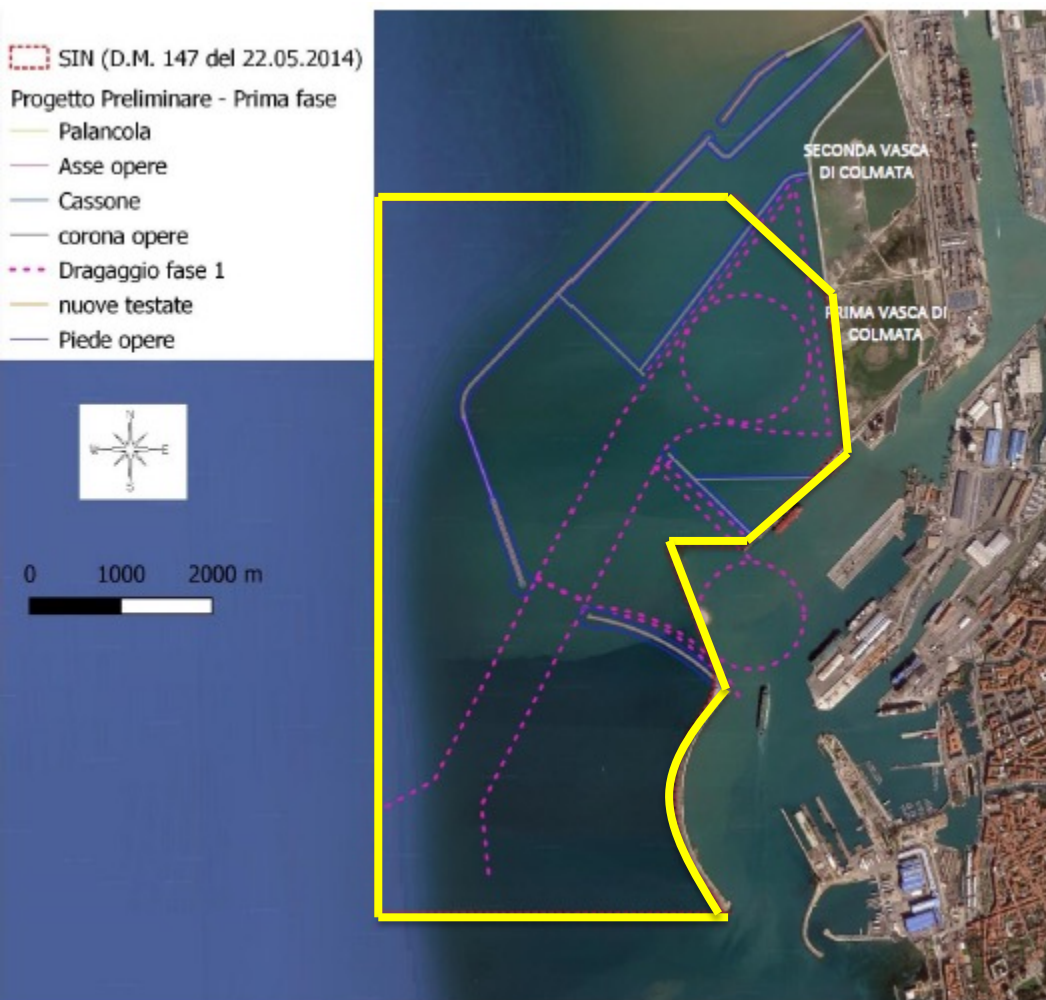 SIN (D.M. 147 del 22.05.2014)
Progetto Preliminare - Prima fase
Palancola
Asse opere
Cassone
corona opere
Dragaggio fase 1
nuove testate
Piede opere
SECONDA VASCA
DI COLMATA
PRIMA VASCA DI
COLMATA
N
W E
S
0 1000 2000 m